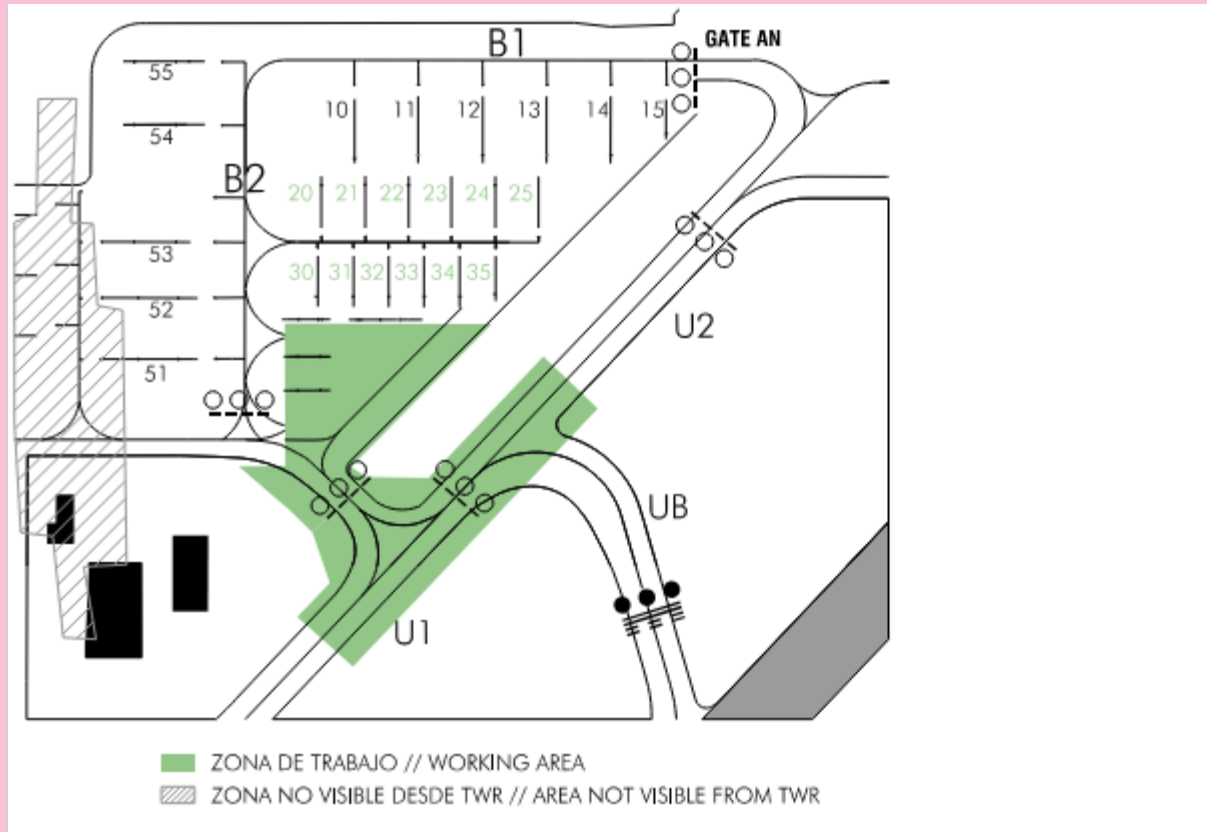 B1
GATE AN
55
10
11
12
13
14
15
54
B2
20
21
22
23
24
25
53
30
31
32
33
34
35
52
51
U2
UB
U1
ZONA DE TRABAJO // WORKING AREA
ZONA NO VISIBLE DESDE TWR // AREA NOT VISIBLE FROM TWR